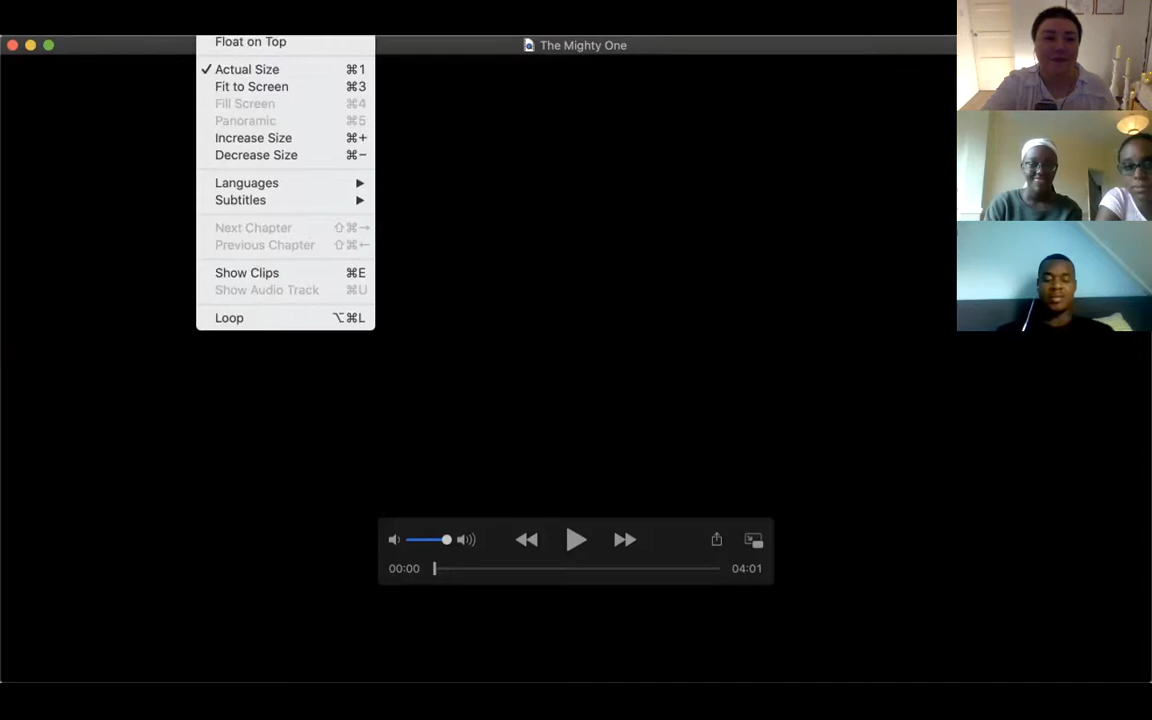 The Mighty One
Float on Top
✓ Actual Size ⌘1
Fit to Screen ⌘3
Fill Screen ⌘4
Panoramic ⌘5
Increase Size ⌘+
Decrease Size ⌘−
Languages ▶
Subtitles ▶
Next Chapter ⇧⌘→
Previous Chapter ⇧⌘←
Show Clips ⌘E
Show Audio Track ⌘U
Loop ⌥⌘L
00:00 04:01